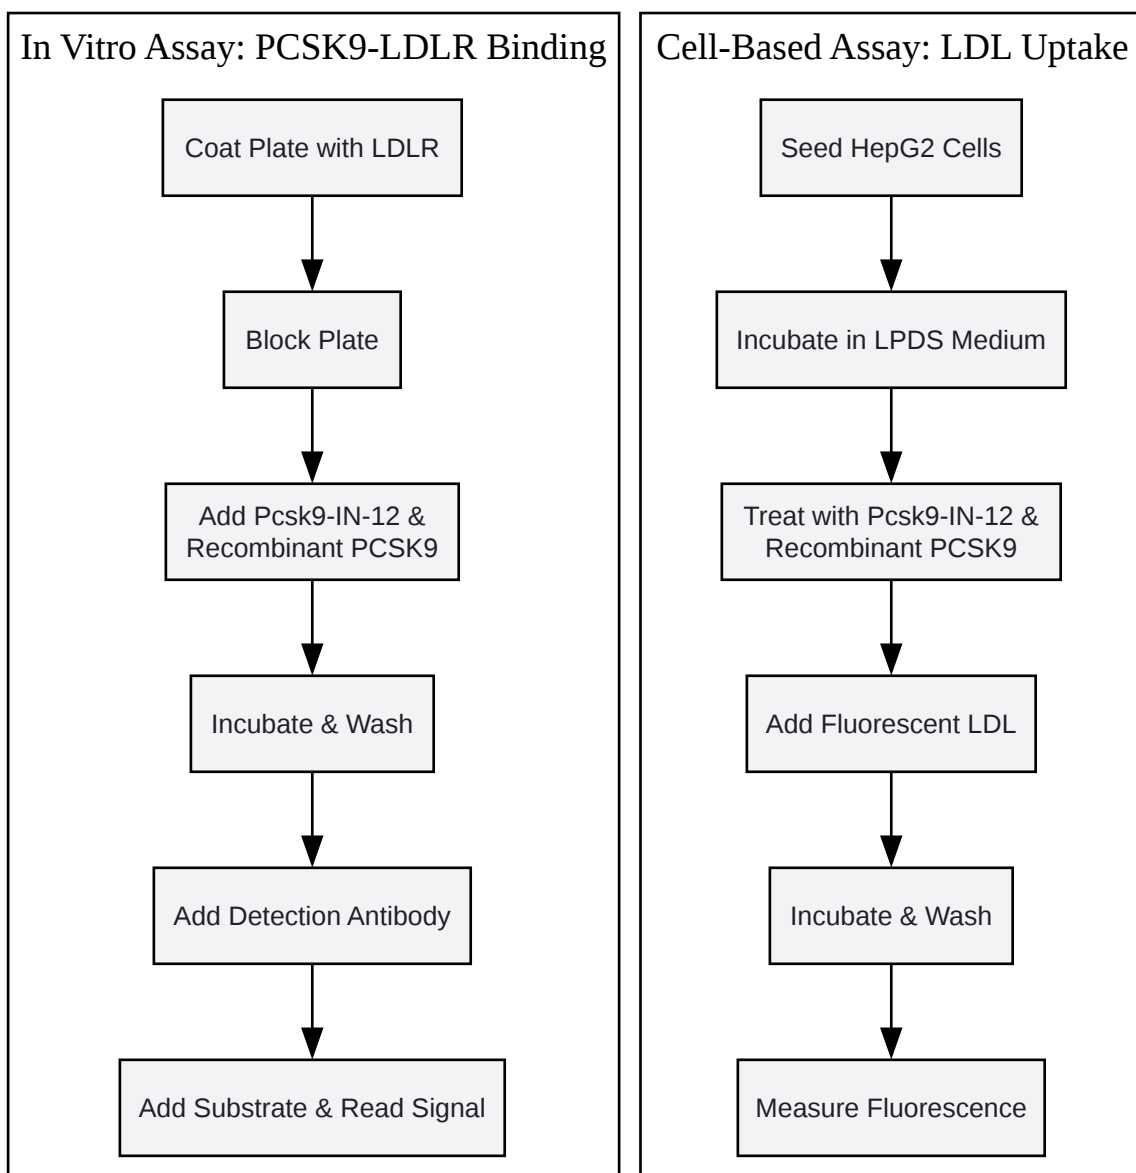 In Vitro Assay: PCSK9-LDLR Binding
Coat Plate with LDLR
Block Plate
Add Pcsk9-IN-12 &
Recombinant PCSK9
Incubate & Wash
Add Detection Antibody
Add Substrate & Read Signal
Cell-Based Assay: LDL Uptake
Seed HepG2 Cells
Incubate in LPDS Medium
Treat with Pcsk9-IN-12 &
Recombinant PCSK9
Add Fluorescent LDL
Incubate & Wash
Measure Fluorescence